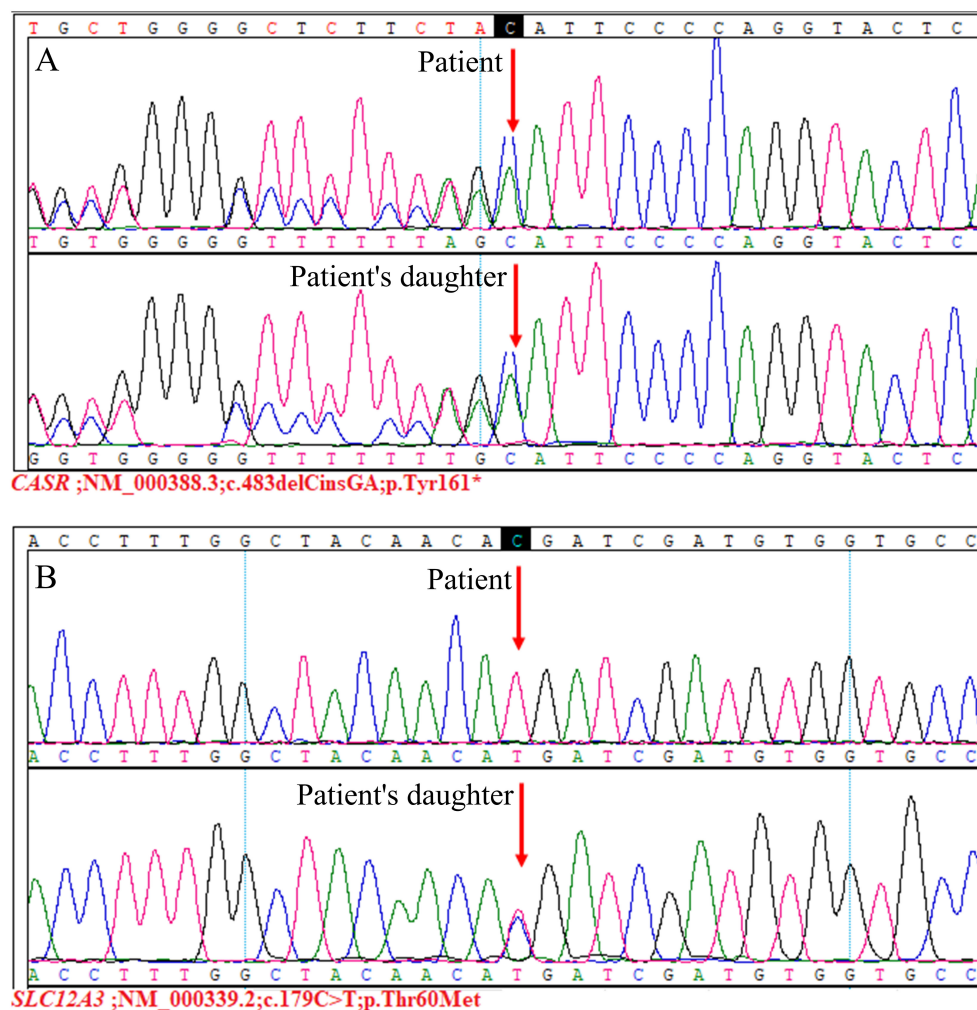 T G C T G G G G C T C T T C T A C A T T C C C C A G G T A C T C
A
Patient
T G T G G G G G T T T T T T A G C A T T C C C C A G G T A C T C
Patient's daughter
G G T G G G G G T T T T T T T G C A T T C C C C A G G T A C T C
CASR ;NM_000388.3;c.483delCinsGA;p.Tyr161*
A C C T T T G G C T A C A A C A C G A T C G A T G T G G T G C C
B
Patient
A C C T T T G G C T A C A A C A T G A T C G A T G T G G T G C C
Patient's daughter
A C C T T T G G C T A C A A C A T G A T C G A T G T G G T G C C
SLC12A3 ;NM_000339.2;c.179C>T;p.Thr60Met